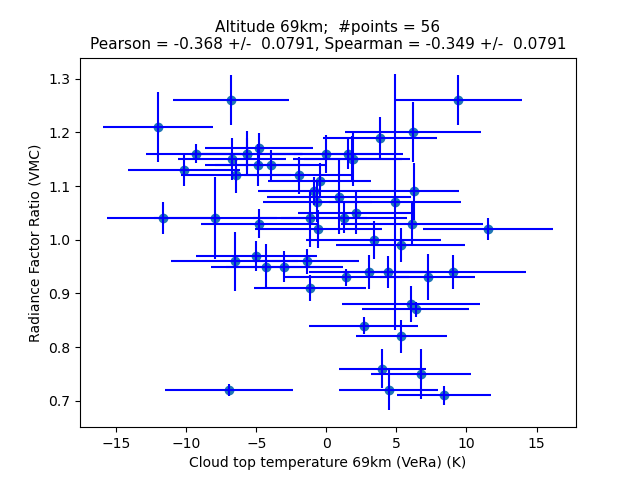 Altitude 69km;  #points = 56
Pearson = -0.368 +/-  0.0791, Spearman = -0.349 +/-  0.0791
Radiance Factor Ratio (VMC)
1.3
1.2
1.1
1.0
0.9
0.8
0.7
−15 −10 −5 0 5 10 15
Cloud top temperature 69km (VeRa) (K)